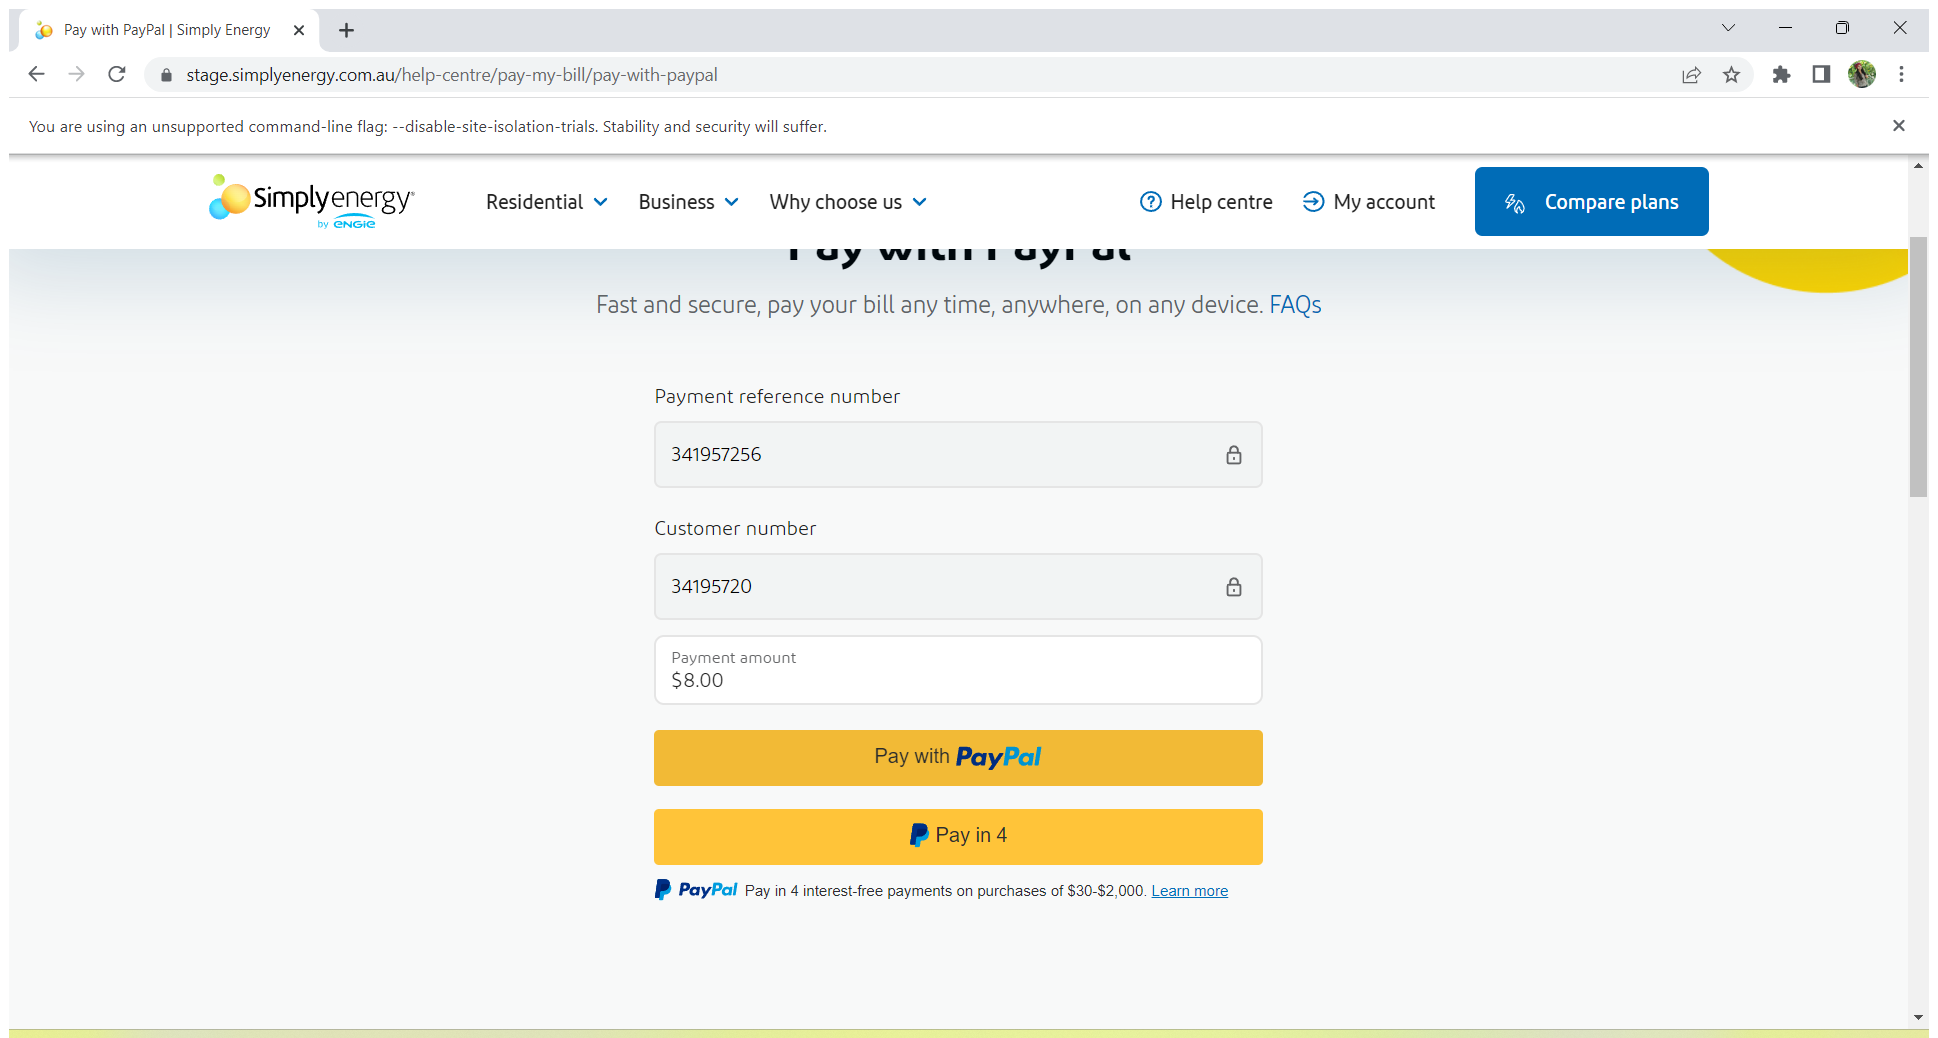 Pay with PayPal | Simply Energy
stage.simplyenergy.com.au/help-centre/pay-my-bill/pay-with-paypal
You are using an unsupported command-line flag: --disable-site-isolation-trials. Stability and security will suffer.
Simplyenergy
by ENGIE
Residential
Business
Why choose us
Help centre
My account
Compare plans
Pay with PayPal
Fast and secure, pay your bill any time, anywhere, on any device. FAQs
Payment reference number
341957256
Customer number
34195720
Payment amount
$8.00
Pay with PayPal
Pay in 4
PayPal Pay in 4 interest-free payments on purchases of $30-$2,000. Learn more